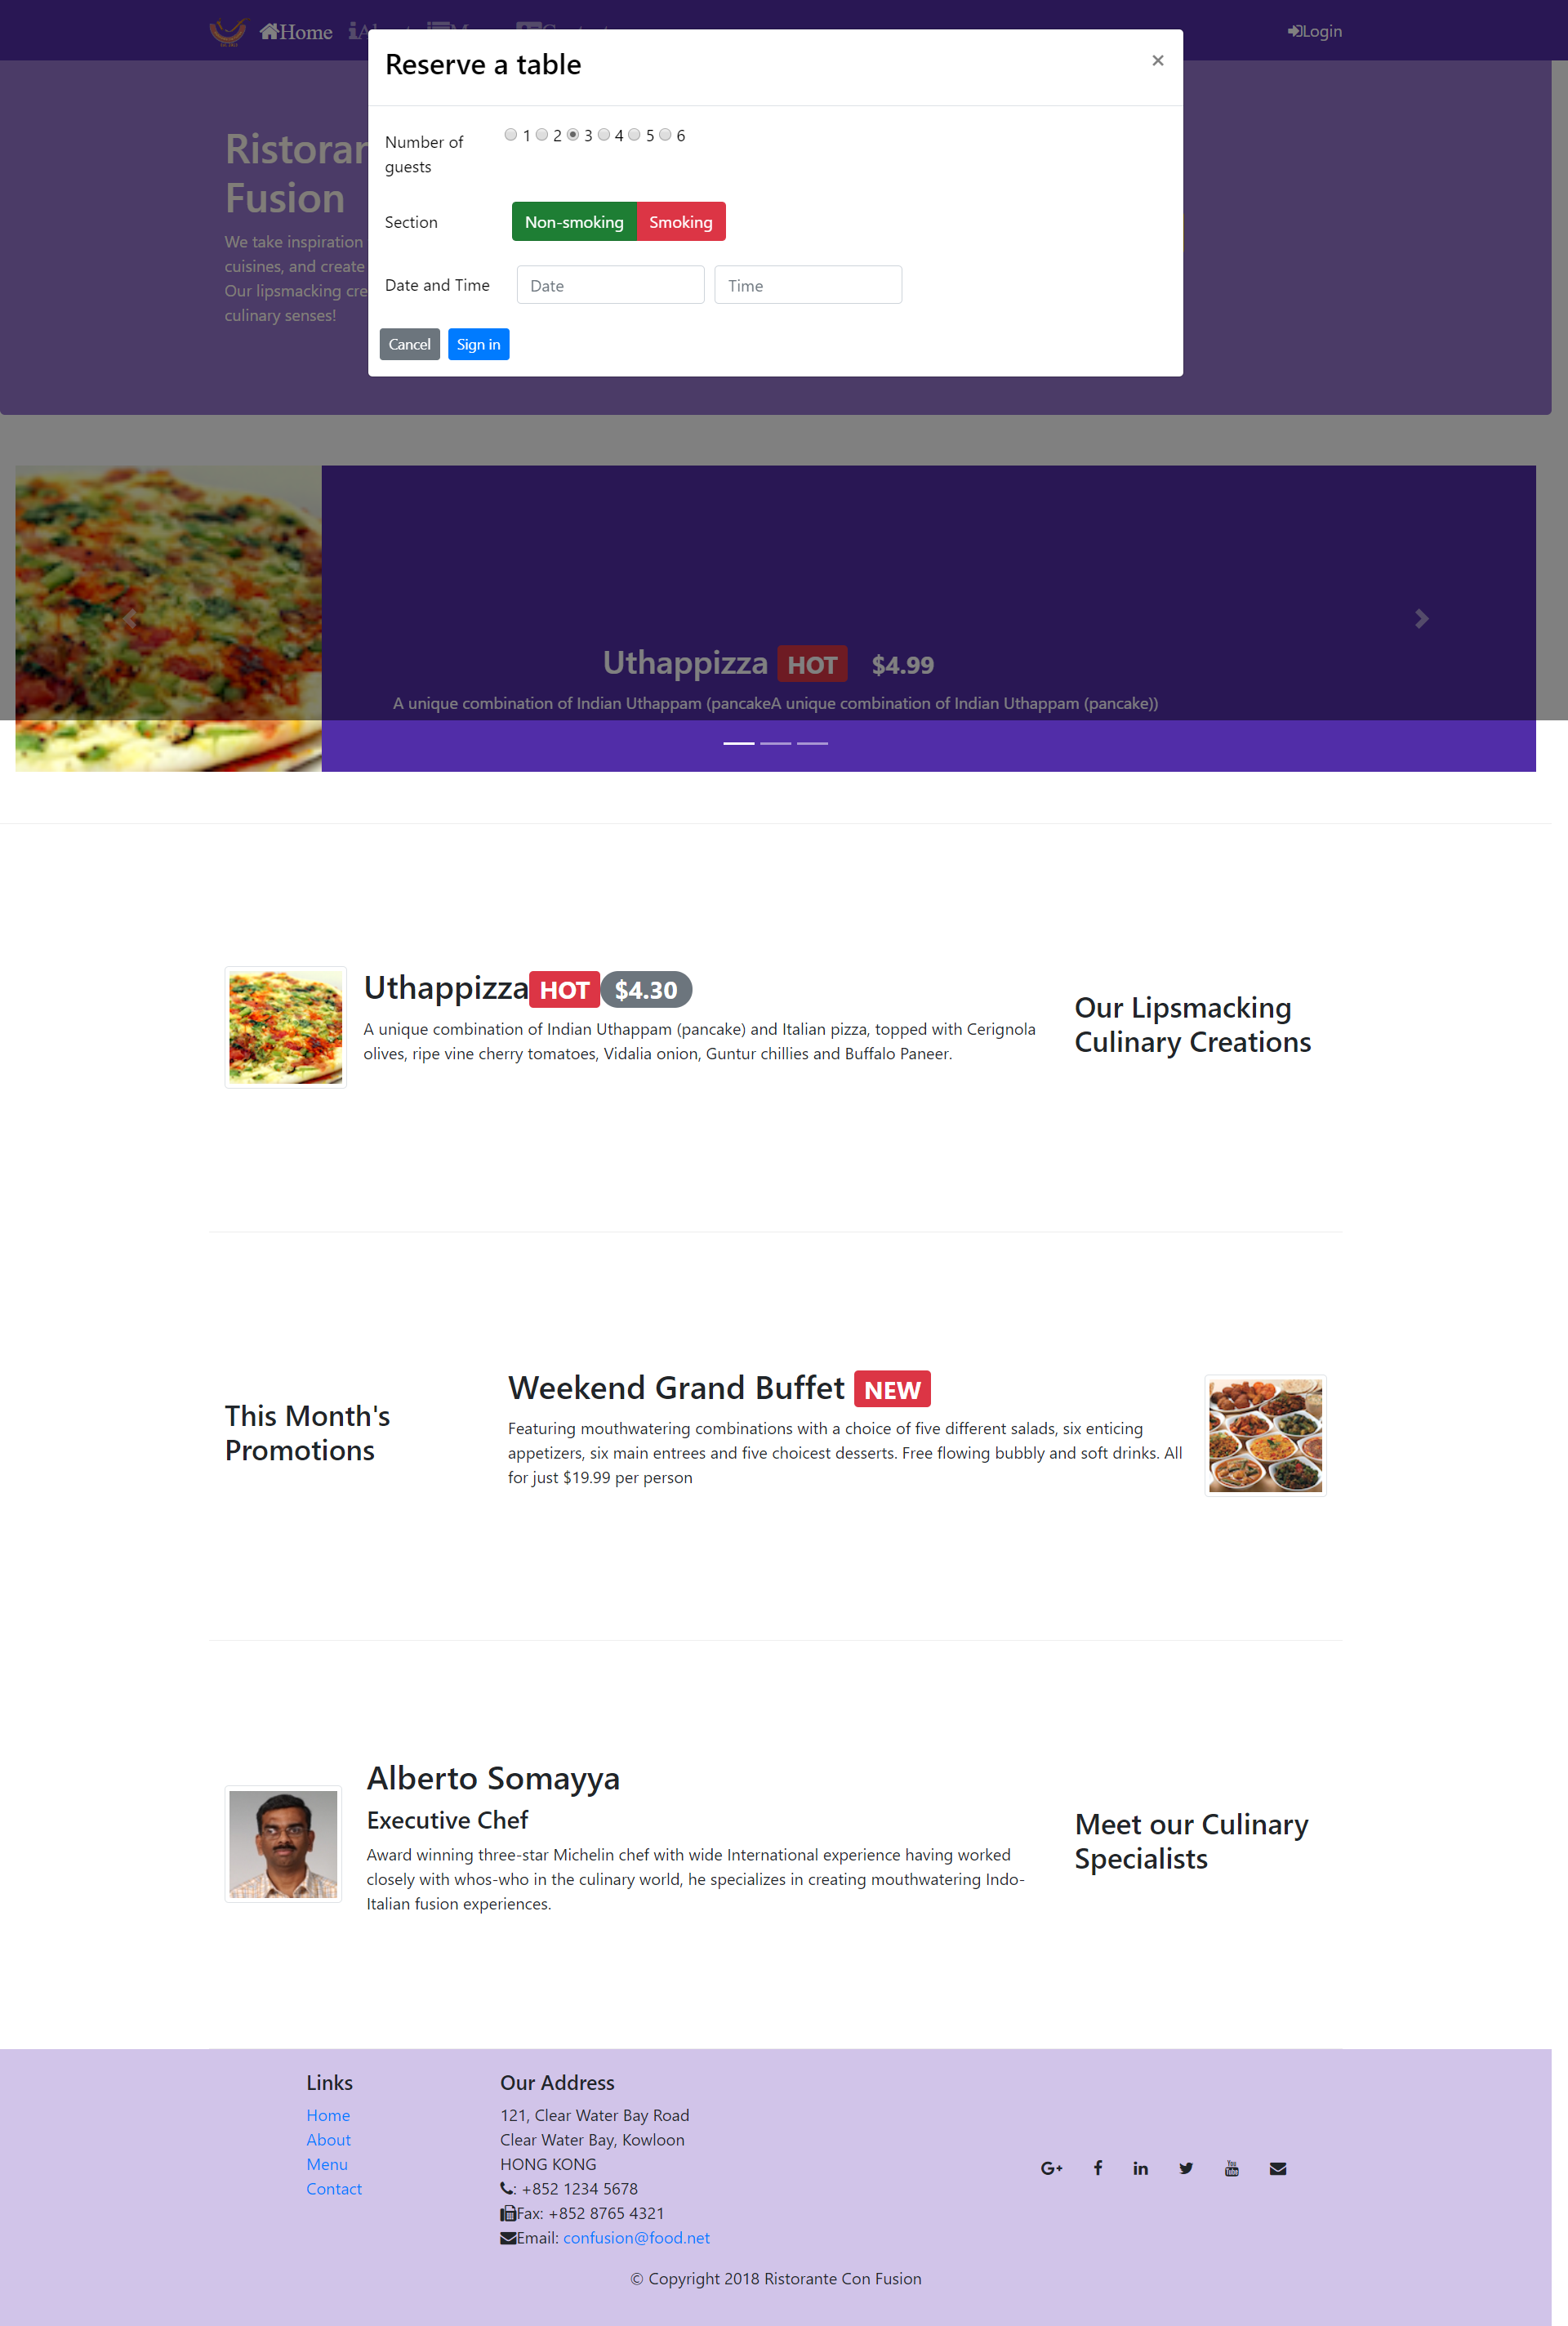 Home
Login
Reserve a table
×
Number of
guests
1 2 3 4 5 6
Section
Non-smoking
Smoking
Date and Time
Date
Time
Cancel
Sign in
Fusion
We take inspiration
cuisines, and create
Our lipsmacking
culinary senses!
Uthappizza HOT $4.99
A unique combination of Indian Uthappam (pancakeA unique combination of Indian Uthappam (pancake))
Uthappizza HOT $4.30
A unique combination of Indian Uthappam (pancake) and Italian pizza, topped with Cerignola
olives, ripe vine cherry tomatoes, Vidalia onion, Guntur chillies and Buffalo Paneer.
Our Lipsmacking
Culinary Creations
This Month's
Promotions
Weekend Grand Buffet NEW
Featuring mouthwatering combinations with a choice of five different salads, six enticing
appetizers, six main entrees and five choicest desserts. Free flowing bubbly and soft drinks. All
for just $19.99 per person
Alberto Somayya
Executive Chef
Award winning three-star Michelin chef with wide International experience having worked
closely with whos-who in the culinary world, he specializes in creating mouthwatering Indo-
Italian fusion experiences.
Meet our Culinary
Specialists
Links
Home
About
Menu
Contact
Our Address
121, Clear Water Bay Road
Clear Water Bay, Kowloon
HONG KONG
: +852 1234 5678
Fax: +852 8765 4321
Email: confusion@food.net
© Copyright 2018 Ristorante Con Fusion